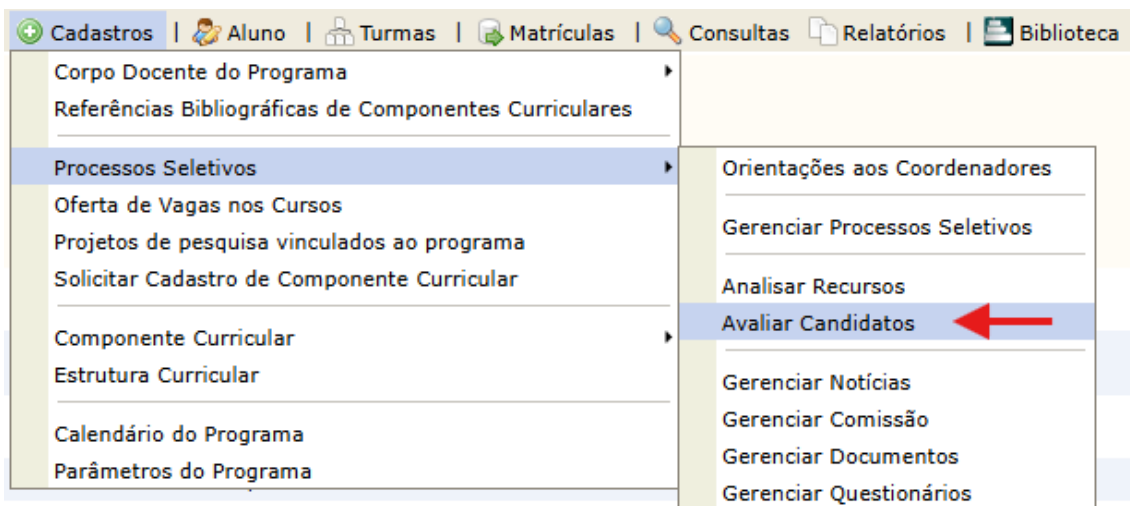 Cadastros | Aluno | Turmas | Matrículas | Consultas Relatórios | Biblioteca
Corpo Docente do Programa
Referências Bibliográficas de Componentes Curriculares
Processos Seletivos
Oferta de Vagas nos Cursos
Projetos de pesquisa vinculados ao programa
Solicitar Cadastro de Componente Curricular
Componente Curricular
Estrutura Curricular
Calendário do Programa
Parâmetros do Programa
Orientações aos Coordenadores
Gerenciar Processos Seletivos
Analisar Recursos
Avaliar Candidatos
Gerenciar Notícias
Gerenciar Comissão
Gerenciar Documentos
Gerenciar Questionários